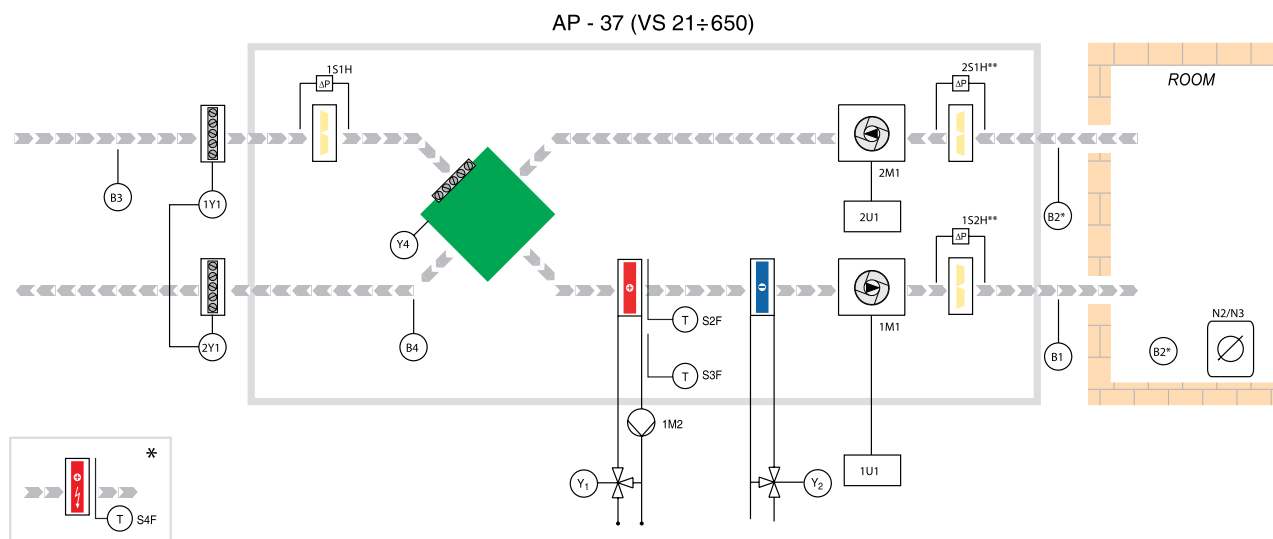 AP - 37 (VS 21÷650)
1S1H
ΔP
2S1H**
ΔP
ROOM
B3
1Y1
2M1
2U1
B2*
Y4
1S2H**
ΔP
2Y1
B4
T S2F
T S3F
1M1
B1
B2*
N2/N3
1M2
Y1
Y2
1U1
*
T S4F